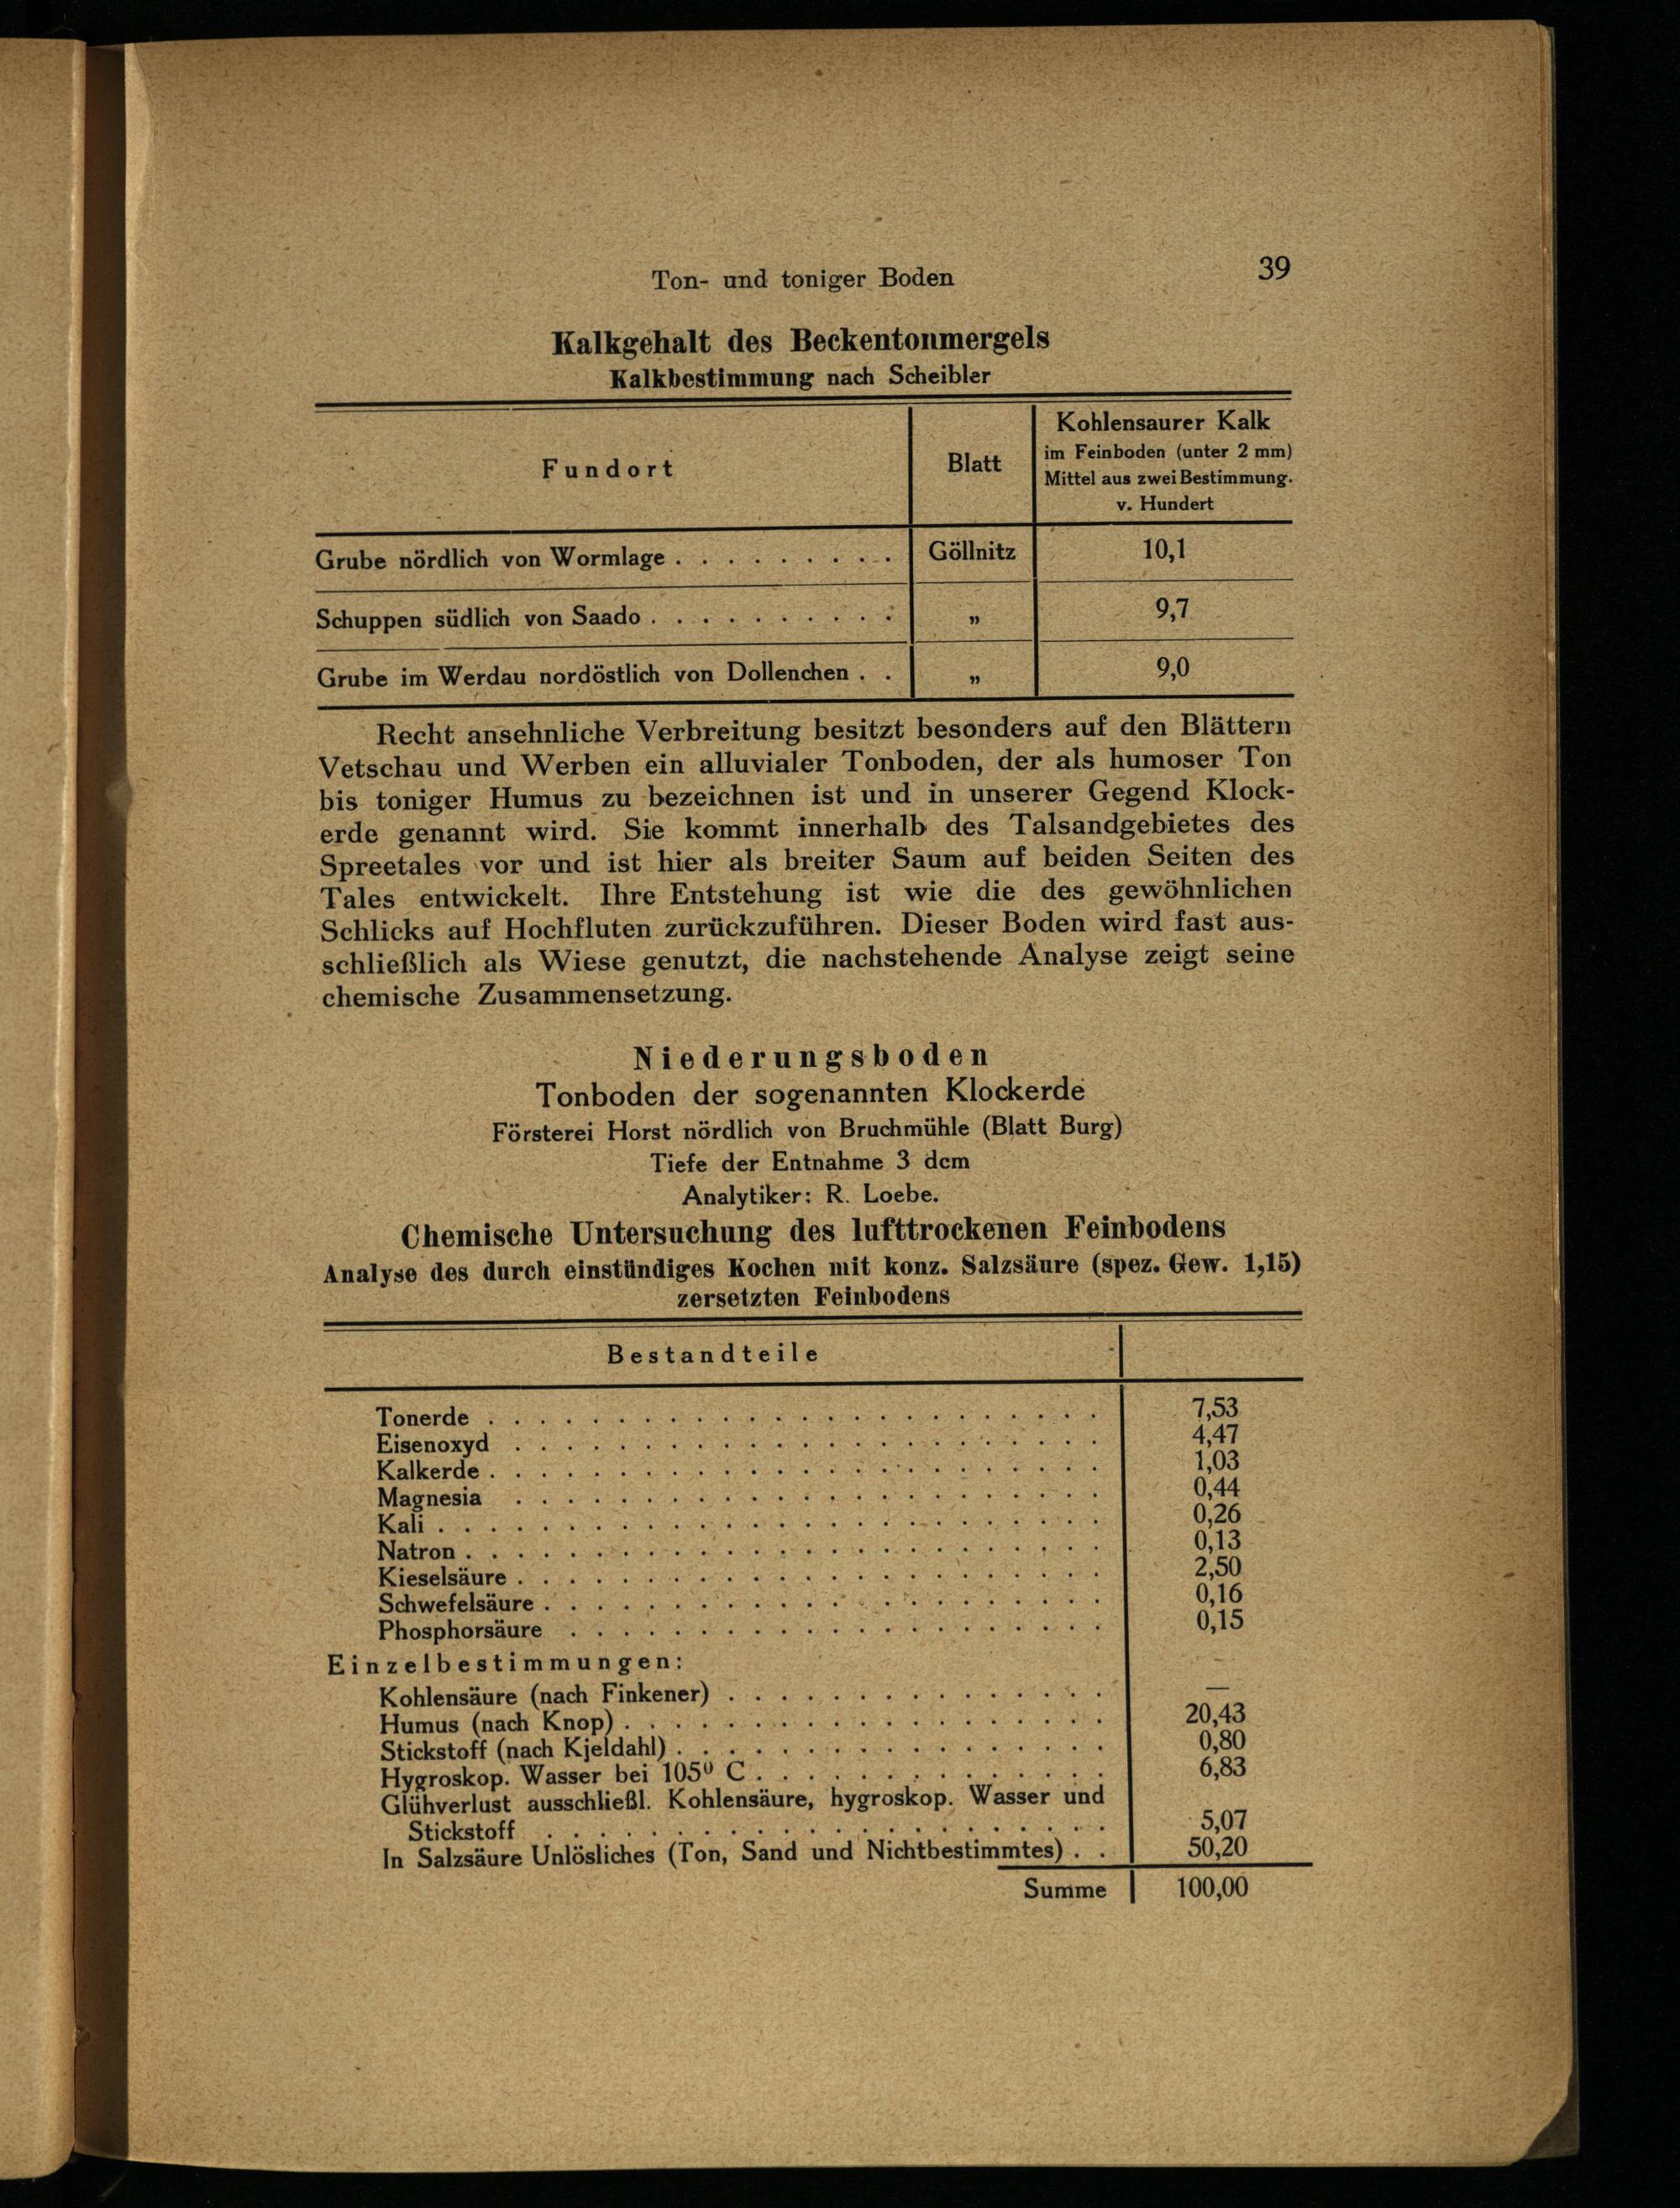 Ton- und toniger Boden 39
Kalkgehalt des Beckentonmergels
Kalkbestimmung nach Scheibler
Fundort
Blatt
Kohlensaurer Kalk
im Feinboden (unter 2 mm)
Mittel aus zwei Bestimmung.
v. Hundert
Grube nördlich von Wormlage . . . . . . . . . Göllnitz 10,1
Schuppen südlich von Saado . . . . . . . . . . „ 9,7
Grube im Werdau nordöstlich von Dollenchen . . „ 9,0
Recht ansehnliche Verbreitung besitzt besonders auf den Blättern
Vetschau und Werben ein alluvialer Tonboden, der als humoser Ton
bis toniger Humus zu bezeichnen ist und in unserer Gegend Klock-
erde genannt wird. Sie kommt innerhalb des Talsandgebietes des
Spreetales vor und ist hier als breiter Saum auf beiden Seiten des
Tales entwickelt. Ihre Entstehung ist wie die des gewöhnlichen
Schlicks auf Hochfluten zurückzuführen. Dieser Boden wird fast aus-
schließlich als Wiese genutzt, die nachstehende Analyse zeigt seine
chemische Zusammensetzung.
Niederungsboden
Tonboden der sogenannten Klockerde
Försterei Horst nördlich von Bruchmühle (Blatt Burg)
Tiefe der Entnahme 3 dcm
Analytiker: R. Loebe.
Chemische Untersuchung des lufttrockenen Feinbodens
Analyse des durch einstündiges Kochen mit konz. Salzsäure (spez. Gew. 1,15)
zersetzten Feinbodens
Bestandteile
Tonerde . . . . . . . . . . . . . . . . . . . . . . . . 7,53
Eisenoxyd . . . . . . . . . . . . . . . . . . . . . . . 4,47
Kalkerde . . . . . . . . . . . . . . . . . . . . . . . . 1,03
Magnesia . . . . . . . . . . . . . . . . . . . . . . . 0,44
Kali . . . . . . . . . . . . . . . . . . . . . . . . . . 0,26
Natron . . . . . . . . . . . . . . . . . . . . . . . . . 0,13
Kieselsäure . . . . . . . . . . . . . . . . . . . . . . . 2,50
Schwefelsäure . . . . . . . . . . . . . . . . . . . . . . 0,16
Phosphorsäure . . . . . . . . . . . . . . . . . . . . . 0,15
Einzelbestimmungen:
Kohlensäure (nach Finkener) . . . . . . . . . . . . . . . —
Humus (nach Knop) . . . . . . . . . . . . . . . . . . . 20,43
Stickstoff (nach Kjeldahl) . . . . . . . . . . . . . . . . . 0,80
Hygroskop. Wasser bei 105⁰ C . . . . . . . . . . . . . . 6,83
Glühverlust ausschließl. Kohlensäure, hygroskop. Wasser und
Stickstoff . . . . . . . . . . . . . . . . . . . . . . 5,07
In Salzsäure Unlösliches (Ton, Sand und Nichtbestimmtes) . . 50,20
Summe 100,00